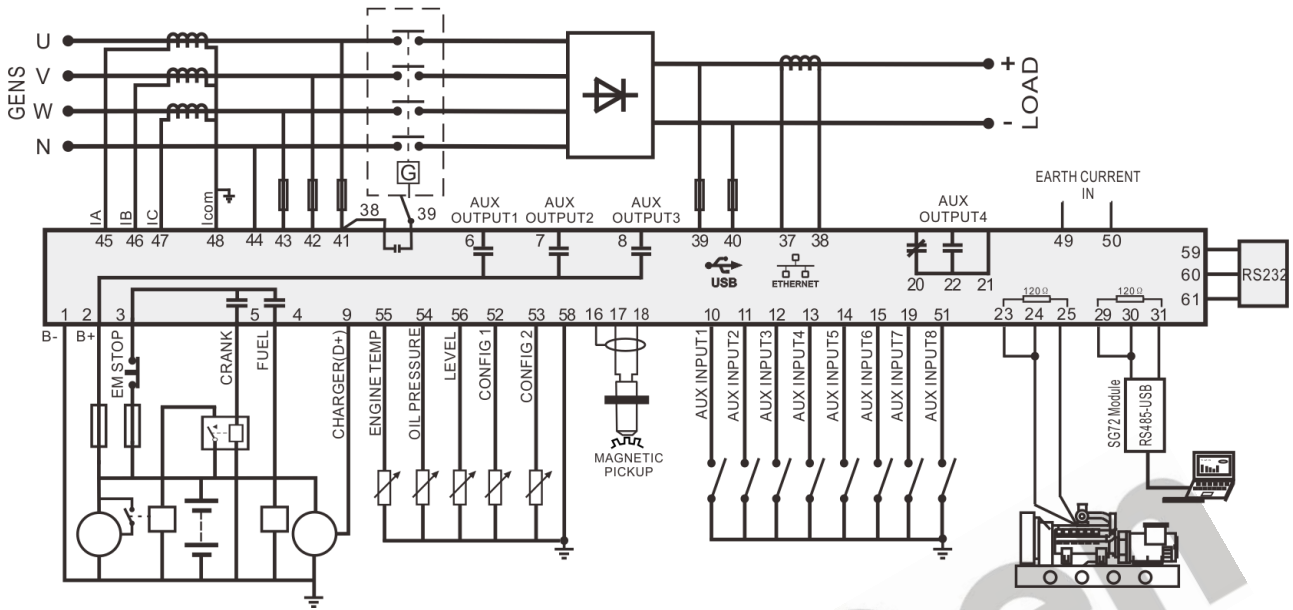 GENS
U
V
W
N
G
+
-
LOAD
IA
IB
IC
Icom
38
39
AUX OUTPUT1
AUX OUTPUT2
AUX OUTPUT3
AUX OUTPUT4
EARTH CURRENT IN
45
46
47
48
44
43
42
41
6
7
8
39
40
37
38
49
50
USB
ETHERNET
20
22
21
59
60
61
RS232
120Ω
120Ω
1
2
3
5
4
9
55
54
56
52
53
58
16
17
18
10
11
12
13
14
15
19
51
23
24
25
29
30
31
B-
B+
EM STOP
CRANK
FUEL
CHARGER(D+)
ENGINE TEMP
OIL PRESSURE
LEVEL
CONFIG 1
CONFIG 2
MAGNETIC PICKUP
AUX INPUT1
AUX INPUT2
AUX INPUT3
AUX INPUT4
AUX INPUT5
AUX INPUT6
AUX INPUT7
AUX INPUT8
SG72 Module
RS485-USB
en